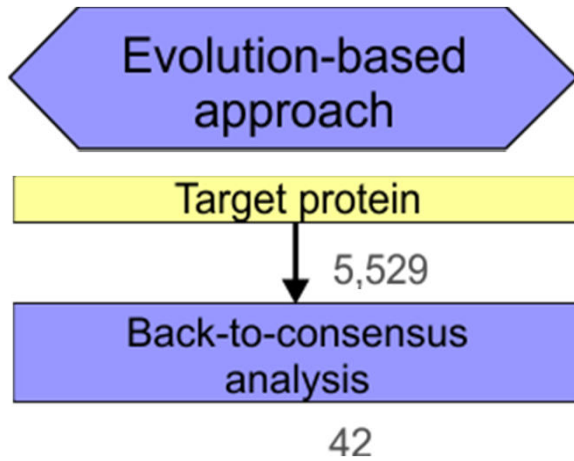 Evolution-based
approach
Target protein
5,529
Back-to-consensus
analysis
42